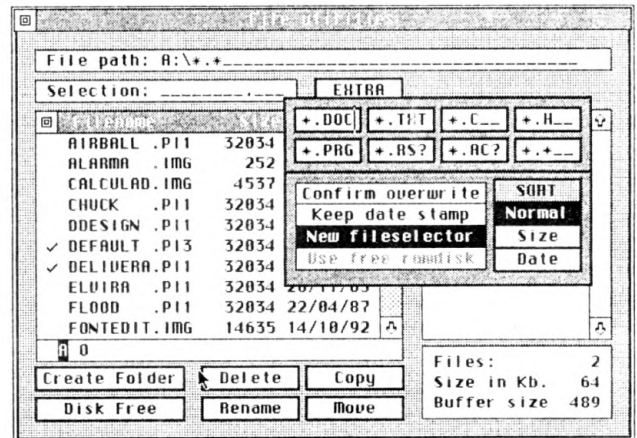 File utilities
File path: A:\*.*___________________________________
Selection: ________.___
EXTRA
Filename Size
AIRBALL .PI1 32034
ALARMA .IMG 252
CALCULAD.IMG 4537
CHUCK .PI1 32034
DDESIGN .PI1 32034
✓ DEFAULT .PI3 32034
✓ DELIVERA.PI1 32034
ELVIRA .PI1 32034
FLOOD .PI1 32034 22/04/87
FONTEDIT.IMG 14635 14/10/92
A O
*.DOC *.TXT *.C__ *.H__
*.PRG *.RS? *.AC? *.*__
Confirm overwrite
Keep date stamp
New fileselector
Use free ramdisk
SORT
Normal
Size
Date
Create Folder Delete Copy
Disk Free Rename Move
Files: 2
Size in Kb. 64
Buffer size 489